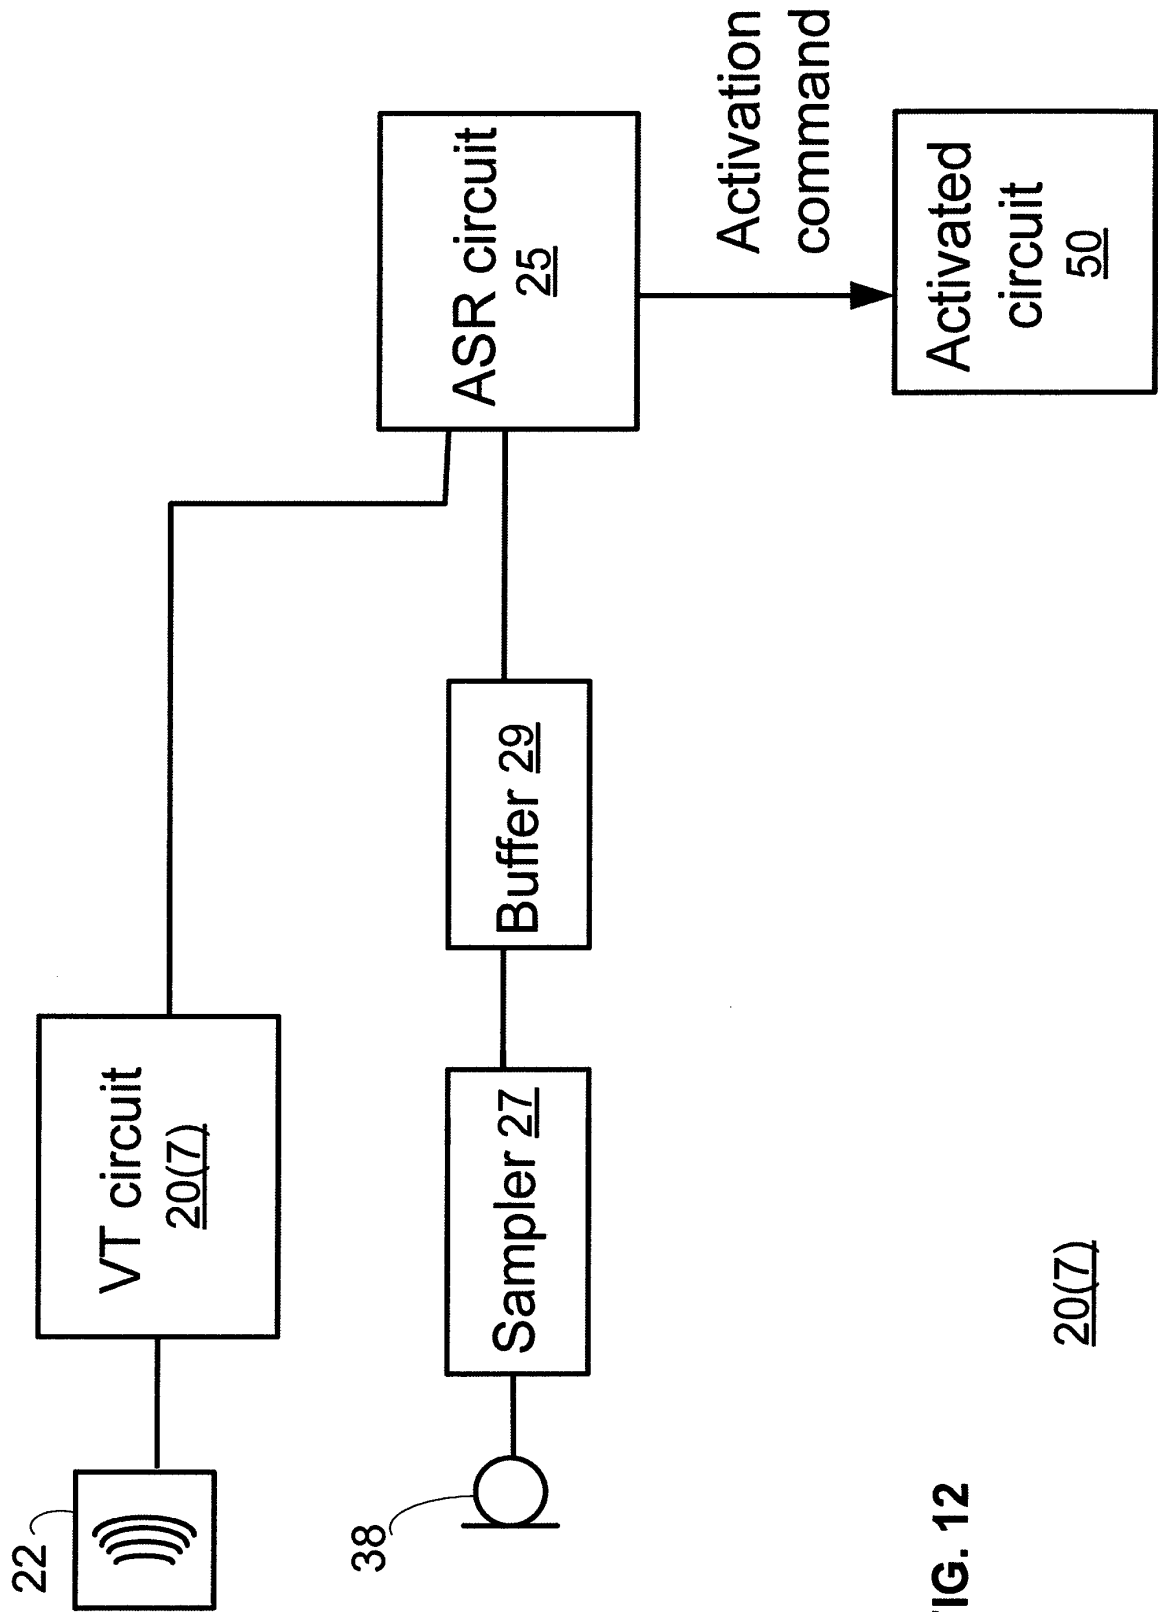 22
VT circuit
20(7)
38
Sampler 27
Buffer 29
ASR circuit
25
Activation
command
Activated
circuit
50
FIG. 12
20(7)